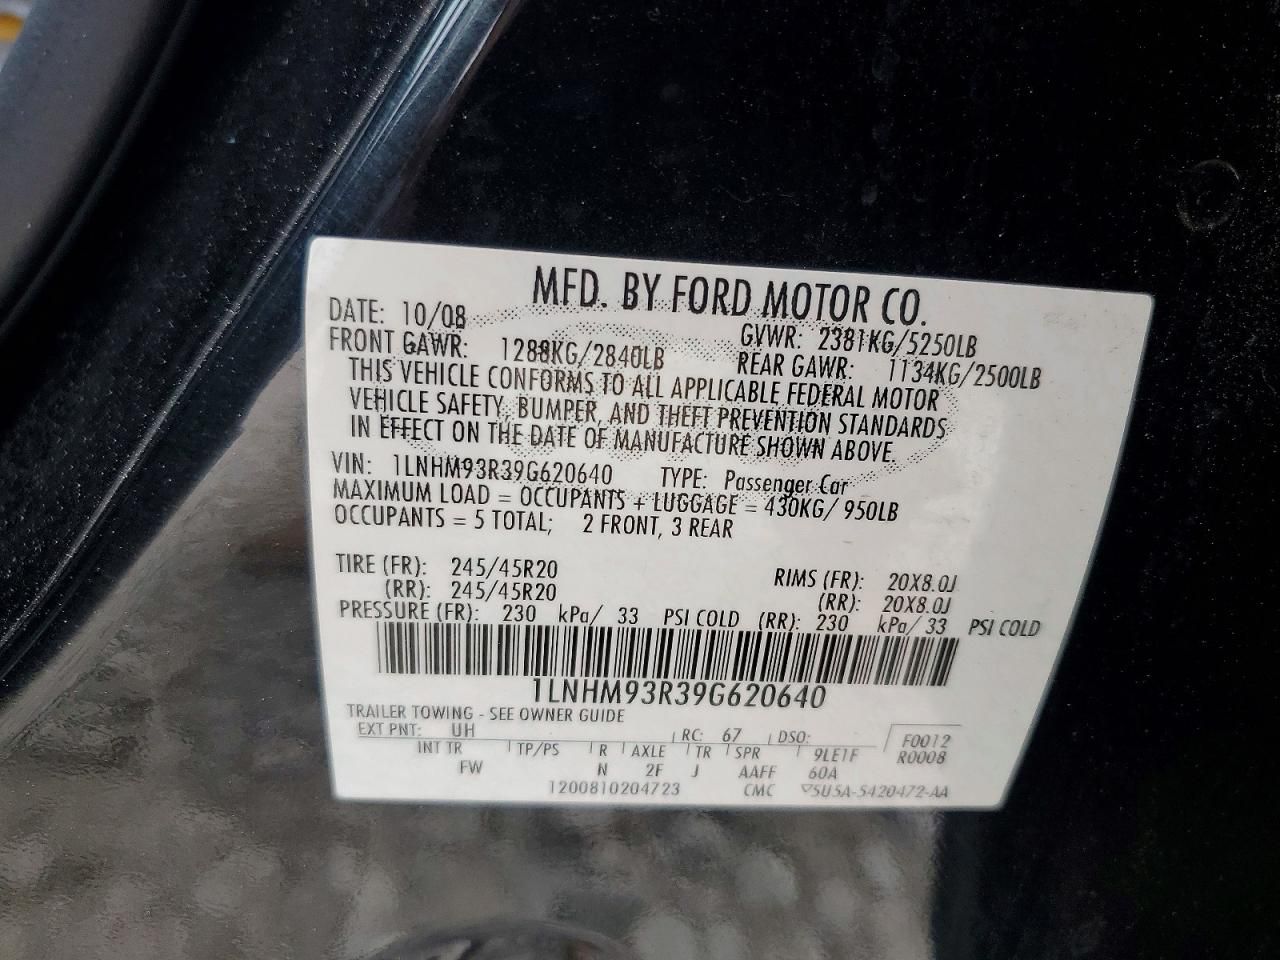 MFD. BY FORD MOTOR CO.
DATE: 10/08 GVWR: 2381KG/5250LB
FRONT GAWR: 1288KG/2840LB REAR GAWR: 1134KG/2500LB
THIS VEHICLE CONFORMS TO ALL APPLICABLE FEDERAL MOTOR
VEHICLE SAFETY, BUMPER, AND THEFT PREVENTION STANDARDS
IN EFFECT ON THE DATE OF MANUFACTURE SHOWN ABOVE.
VIN: 1LNHM93R39G620640 TYPE: Passenger Car
MAXIMUM LOAD = OCCUPANTS + LUGGAGE = 430KG/ 950LB
OCCUPANTS = 5 TOTAL; 2 FRONT, 3 REAR
TIRE (FR): 245/45R20 RIMS (FR): 20X8.0J
(RR): 245/45R20 (RR): 20X8.0J
PRESSURE (FR): 230 kPa/ 33 PSI COLD (RR): 230 kPa/ 33 PSI COLD
1LNHM93R39G620640
TRAILER TOWING - SEE OWNER GUIDE
EXT PNT: UH RC: 67 DSO: F0012
INT TR TP/PS R AXLE TR SPR 9LE1F R0008
FW N 2F J AAFF 60A
1200810204723 CMC 5U5A-5420472-AA